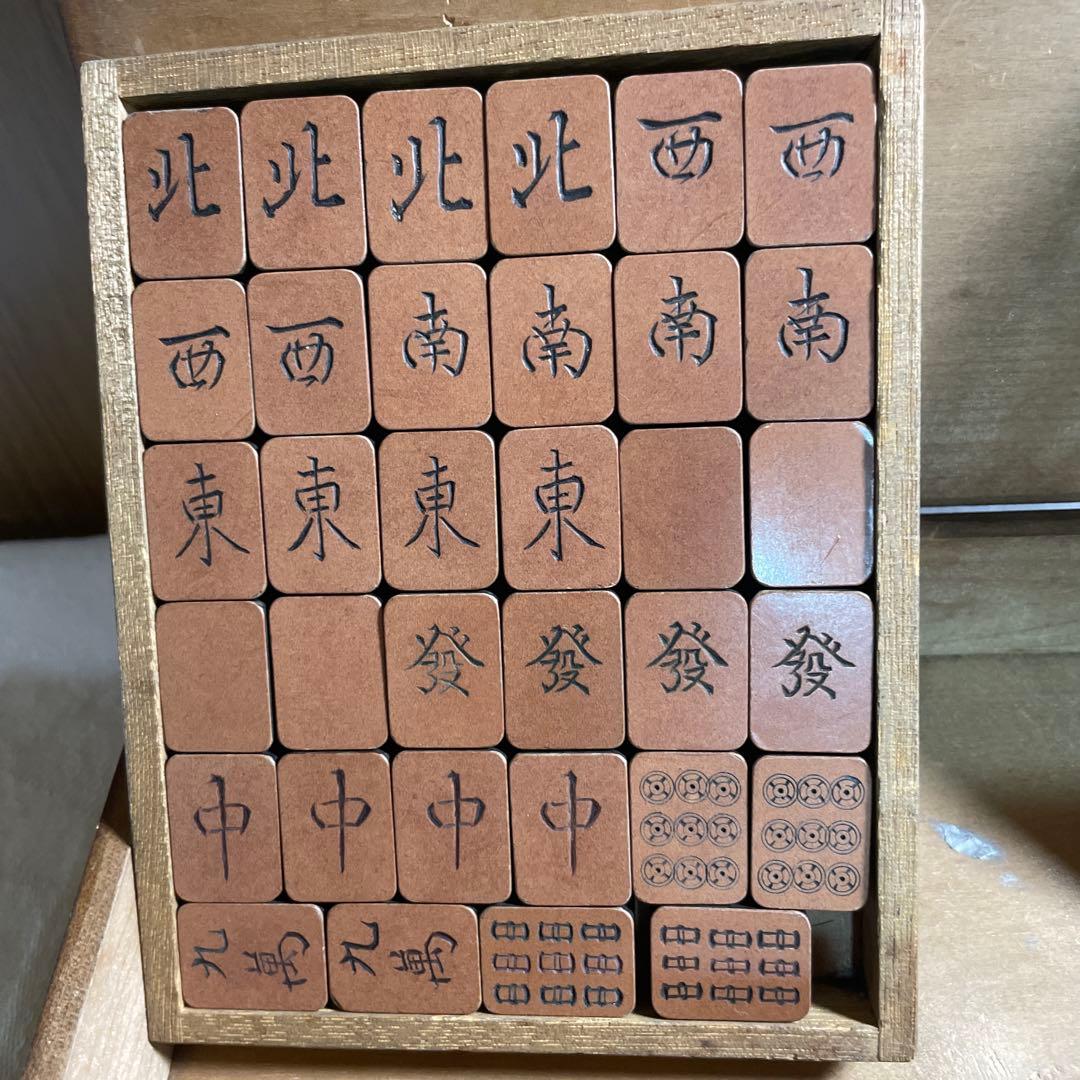 北 北 北 北 西 西
西 西 南 南 南 南
東 東 東 東
發 發 發 發
中 中 中 中
九萬 九萬